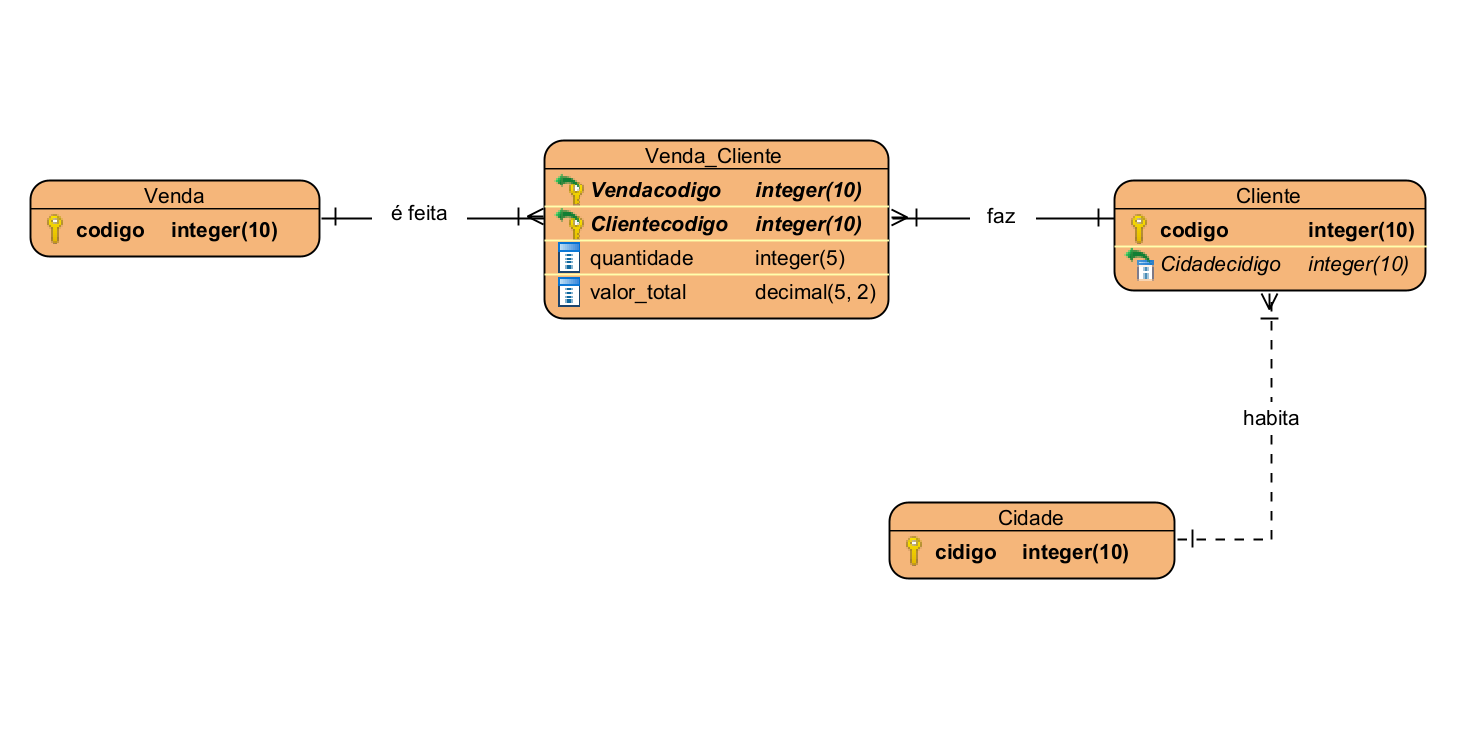 Venda
codigo integer(10)
é feita
Venda_Cliente
Vendacodigo integer(10)
Clientecodigo integer(10)
quantidade integer(5)
valor_total decimal(5, 2)
faz
Cliente
codigo integer(10)
Cidadecidigo integer(10)
habita
Cidade
cidigo integer(10)